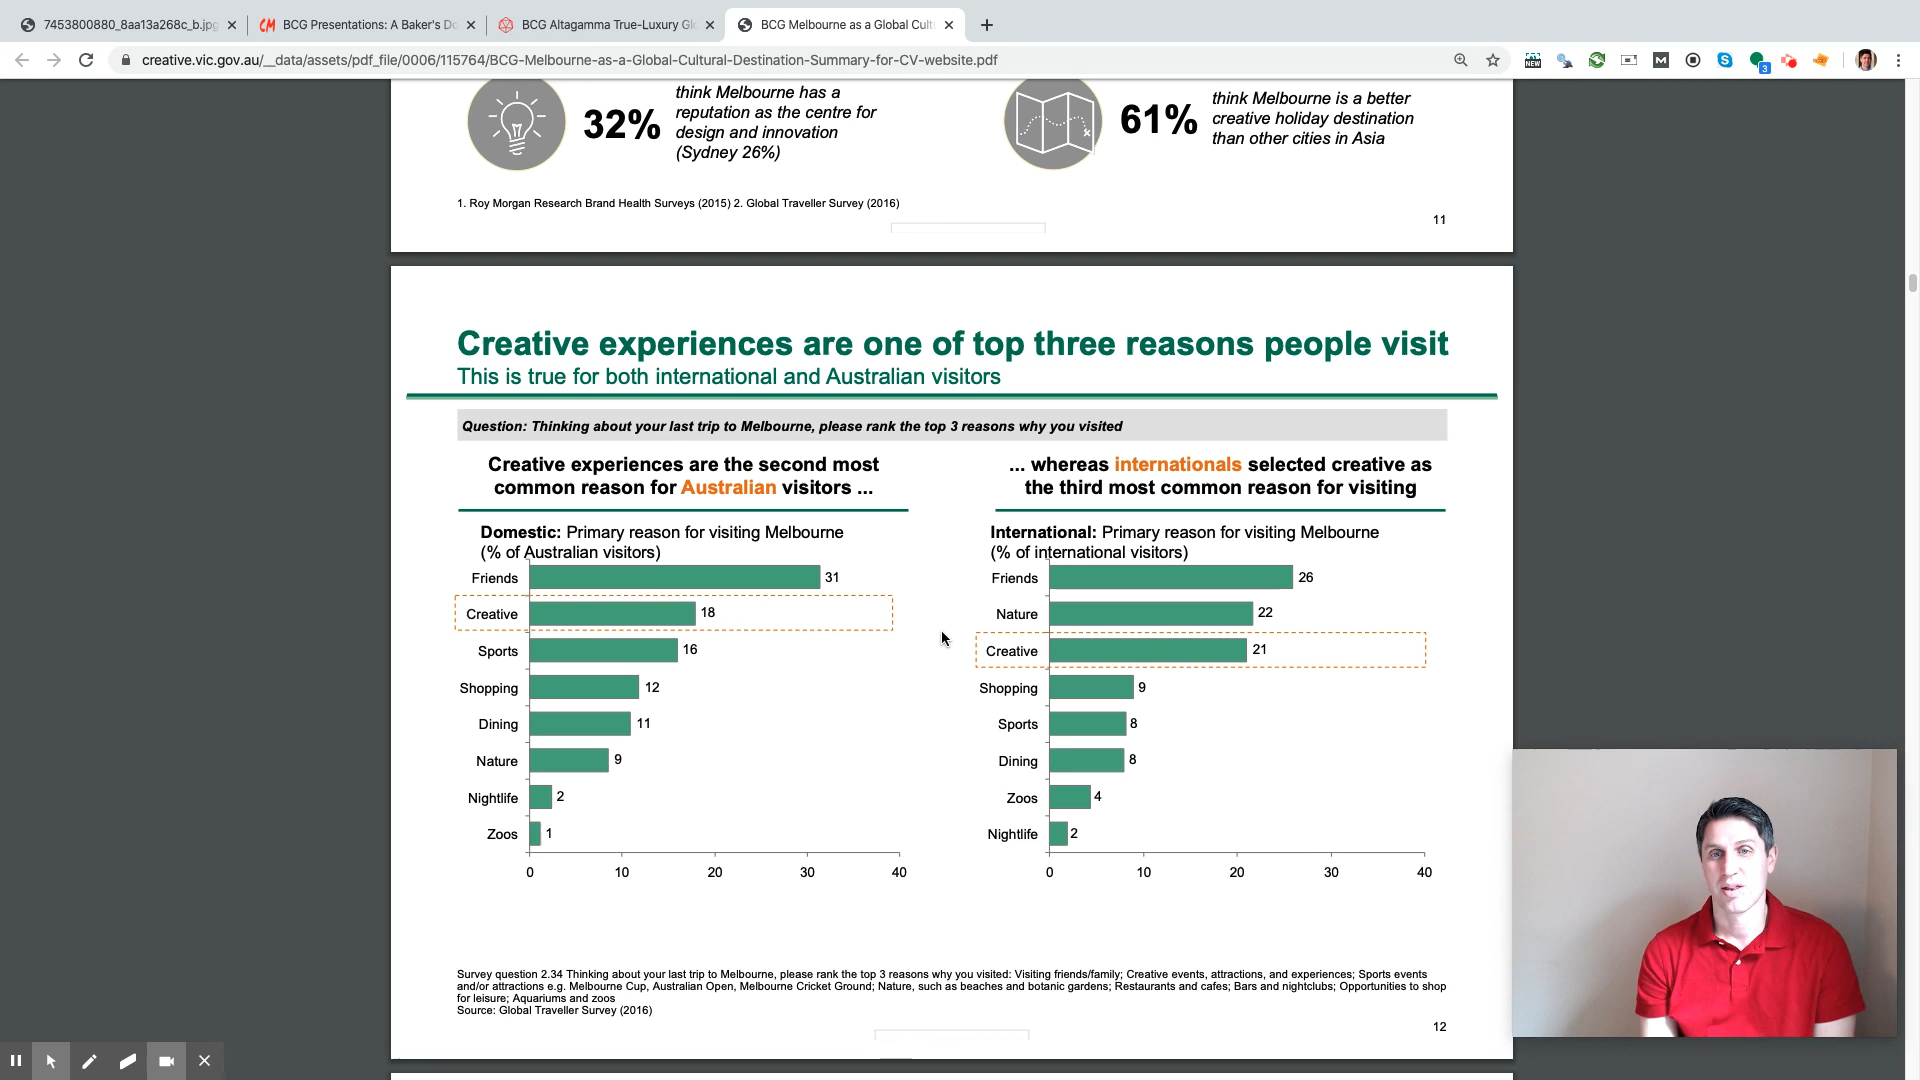 7453800880_8aa13a268c_b.jpg
BCG Presentations: A Baker's Do
BCG Altagamma True-Luxury Gl
BCG Melbourne as a Global Cult
creative.vic.gov.au/__data/assets/pdf_file/0006/115764/BCG-Melbourne-as-a-Global-Cultural-Destination-Summary-for-CV-website.pdf
NEW
3
32%
think Melbourne has a
reputation as the centre for
design and innovation
(Sydney 26%)
61%
think Melbourne is a better
creative holiday destination
than other cities in Asia
1. Roy Morgan Research Brand Health Surveys (2015) 2. Global Traveller Survey (2016)
11
Creative experiences are one of top three reasons people visit
This is true for both international and Australian visitors
Question: Thinking about your last trip to Melbourne, please rank the top 3 reasons why you visited
Creative experiences are the second most
common reason for Australian visitors ...
Domestic: Primary reason for visiting Melbourne
(% of Australian visitors)
Friends 31
Creative 18
Sports 16
Shopping 12
Dining 11
Nature 9
Nightlife 2
Zoos 1
0 10 20 30 40
... whereas internationals selected creative as
the third most common reason for visiting
International: Primary reason for visiting Melbourne
(% of international visitors)
Friends 26
Nature 22
Creative 21
Shopping 9
Sports 8
Dining 8
Zoos 4
Nightlife 2
0 10 20 30 40
Survey question 2.34 Thinking about your last trip to Melbourne, please rank the top 3 reasons why you visited: Visiting friends/family; Creative events, attractions, and experiences; Sports events
and/or attractions e.g. Melbourne Cup, Australian Open, Melbourne Cricket Ground; Nature, such as beaches and botanic gardens; Restaurants and cafes; Bars and nightclubs; Opportunities to shop
for leisure; Aquariums and zoos
Source: Global Traveller Survey (2016)
12